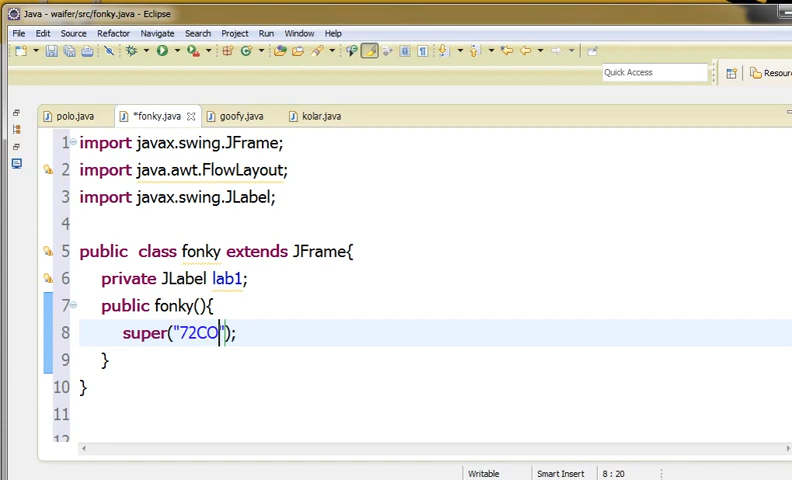 Java - waifer/src/fonky.java - Eclipse
File Edit Source Refactor Navigate Search Project Run Window Help
Quick Access
Resour
polo.java *fonky.java goofy.java kolar.java
1 import javax.swing.JFrame;
2 import java.awt.FlowLayout;
3 import javax.swing.JLabel;
4
5 public class fonky extends JFrame{
6 private JLabel lab1;
7 public fonky(){
8 super("72CO");
9 }
10 }
11
12
Writable Smart Insert 8 : 20